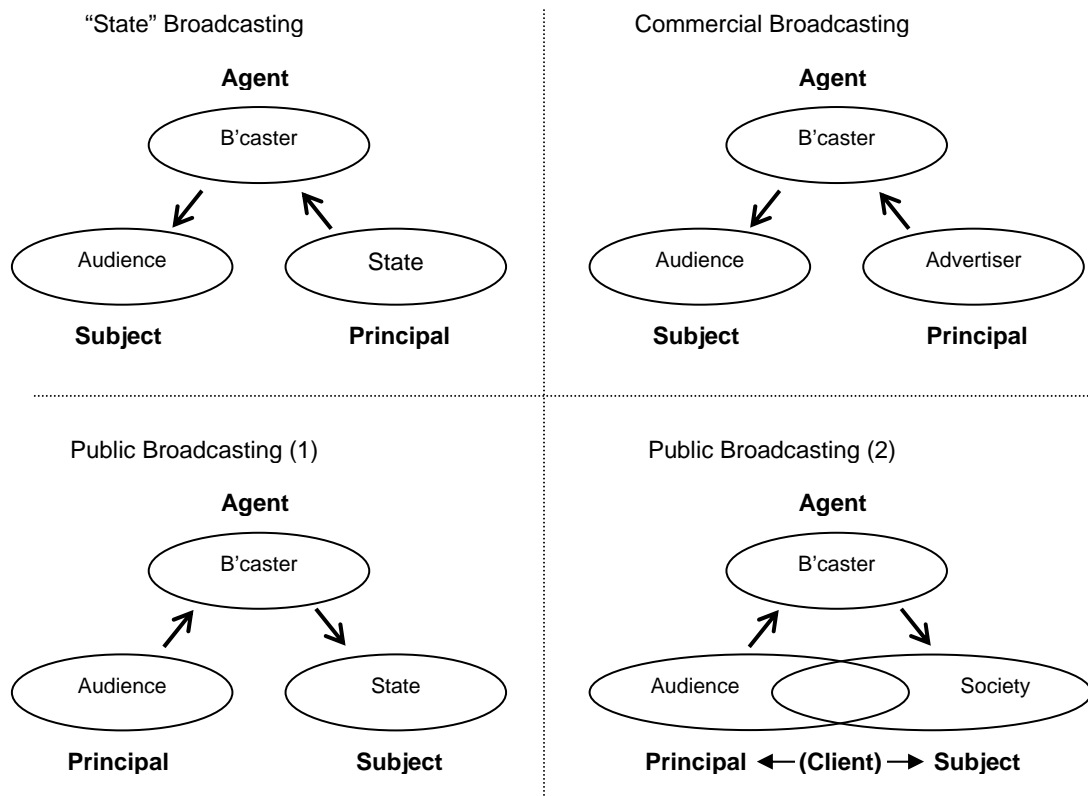 “State” Broadcasting
Agent
B’caster
Audience
State
Subject
Principal
Commercial Broadcasting
Agent
B’caster
Audience
Advertiser
Subject
Principal
Public Broadcasting (1)
Agent
B’caster
Audience
State
Principal
Subject
Public Broadcasting (2)
Agent
B’caster
Audience
Society
Principal (Client) Subject